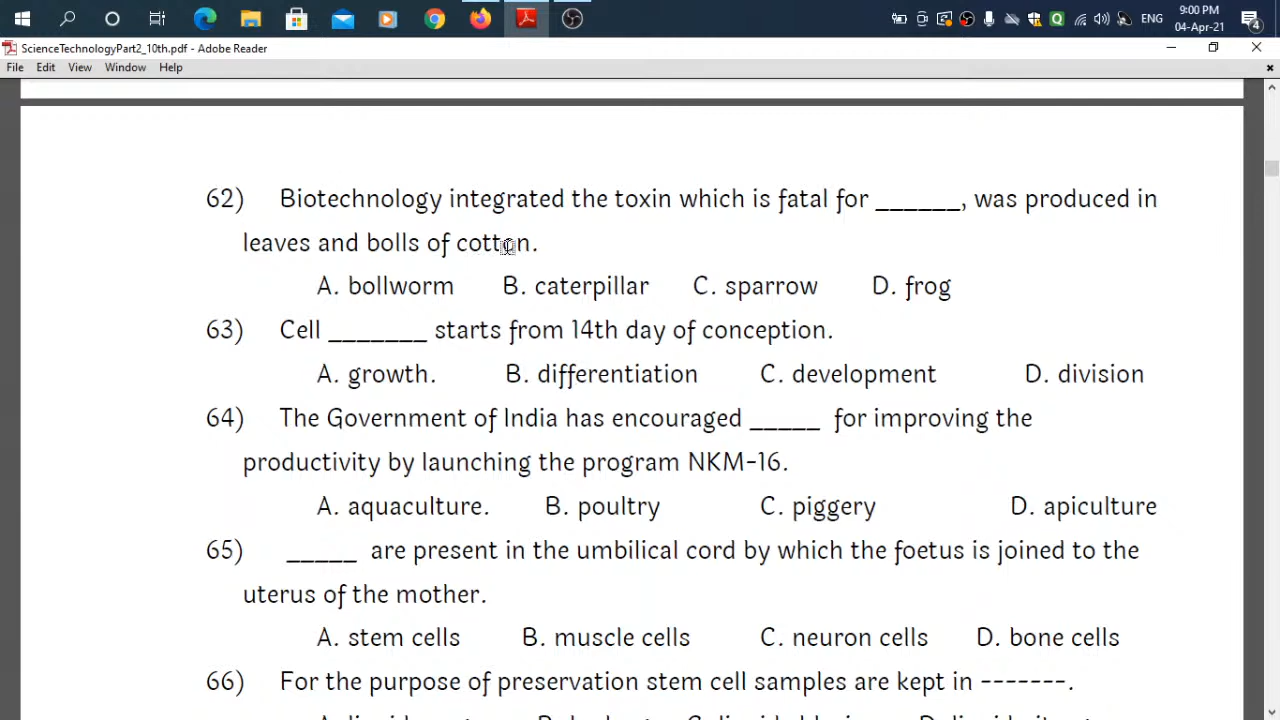 ENG
9:00 PM
04-Apr-21
4
ScienceTechnologyPart2_10th.pdf - Adobe Reader
File Edit View Window Help
62) Biotechnology integrated the toxin which is fatal for ______, was produced in
leaves and bolls of cotton.
A. bollworm B. caterpillar C. sparrow D. frog
63) Cell _______ starts from 14th day of conception.
A. growth. B. differentiation C. development D. division
64) The Government of India has encouraged _____ for improving the
productivity by launching the program NKM-16.
A. aquaculture. B. poultry C. piggery D. apiculture
65) _____ are present in the umbilical cord by which the foetus is joined to the
uterus of the mother.
A. stem cells B. muscle cells C. neuron cells D. bone cells
66) For the purpose of preservation stem cell samples are kept in -------.